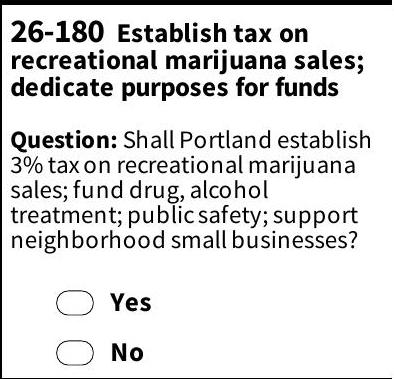 26-180 Establish tax on
recreational marijuana sales;
dedicate purposes for funds
Question: Shall Portland establish
3% tax on recreational marijuana
sales; fund drug, alcohol
treatment; public safety; support
neighborhood small businesses?
Yes
No